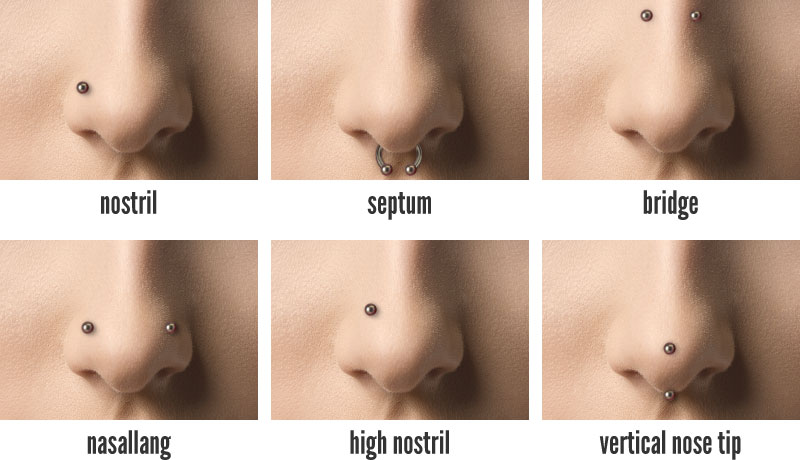 nostril
septum
bridge
nasallang
high nostril
vertical nose tip